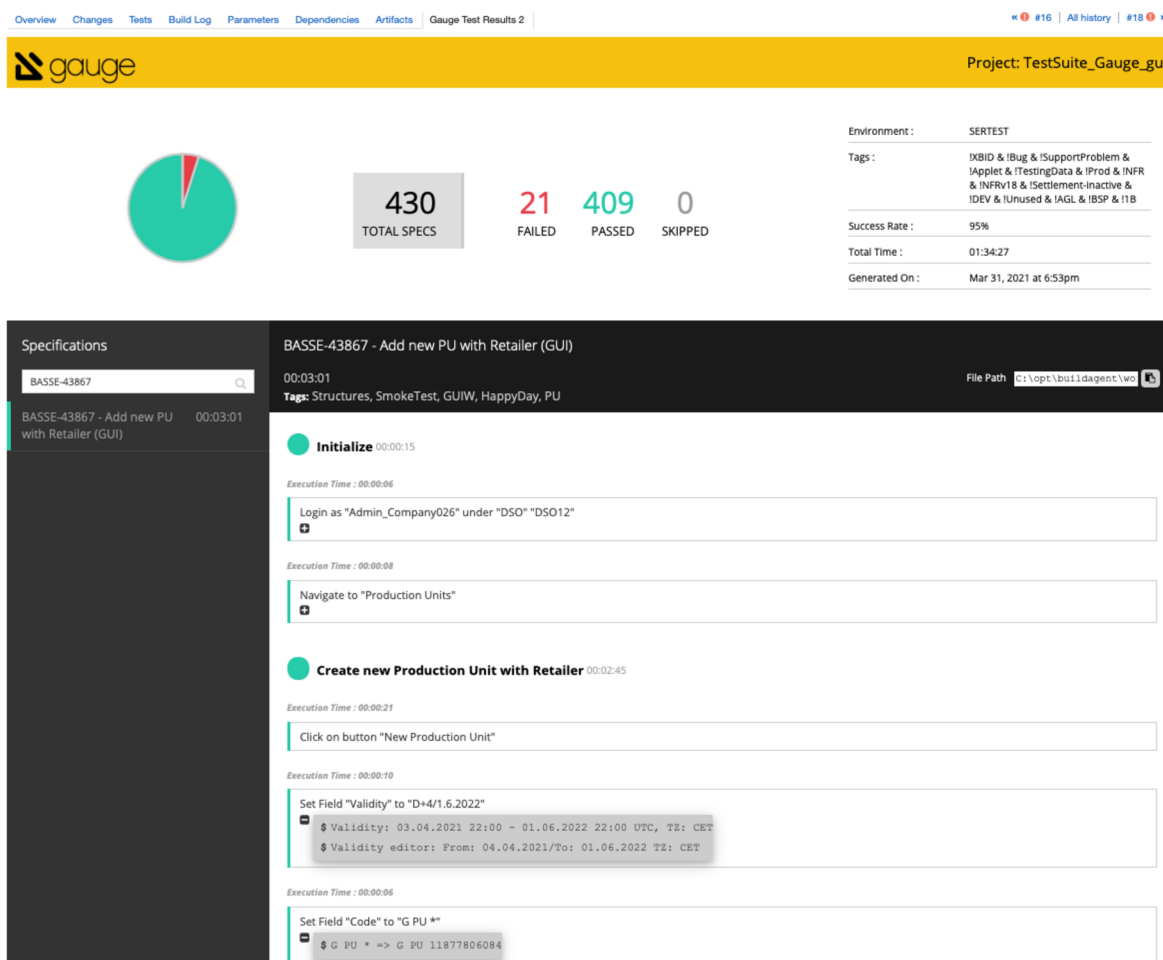 Overview Changes Tests Build Log Parameters Dependencies Artifacts Gauge Test Results 2
« #16 All history #18
gauge
Project: TestSuite_Gauge_gu
Environment : SERTEST
Tags : !XBID & !Bug & !SupportProblem &
!Applet & !TestingData & !Prod & !NFR
& !NFRv18 & !Settlement-inactive &
!DEV & !Unused & !AGL & !BSP & !1B
Success Rate : 95%
Total Time : 01:34:27
Generated On : Mar 31, 2021 at 6:53pm
430
TOTAL SPECS
21
FAILED
409
PASSED
0
SKIPPED
Specifications
BASSE-43867
BASSE-43867 - Add new PU 00:03:01
with Retailer (GUI)
BASSE-43867 - Add new PU with Retailer (GUI)
00:03:01
Tags: Structures, SmokeTest, GUIW, HappyDay, PU
File Path C:\opt\buildagent\wo
Initialize 00:00:15
Execution Time : 00:00:06
Login as "Admin_Company026" under "DSO" "DSO12"
Execution Time : 00:00:08
Navigate to "Production Units"
Create new Production Unit with Retailer 00:02:45
Execution Time : 00:00:21
Click on button "New Production Unit"
Execution Time : 00:00:10
Set Field "Validity" to "D+4/1.6.2022"
$ Validity: 03.04.2021 22:00 - 01.06.2022 22:00 UTC, TZ: CET
$ Validity editor: From: 04.04.2021/To: 01.06.2022 TZ: CET
Execution Time : 00:00:06
Set Field "Code" to "G PU *"
$ G PU * => G PU 11877806084